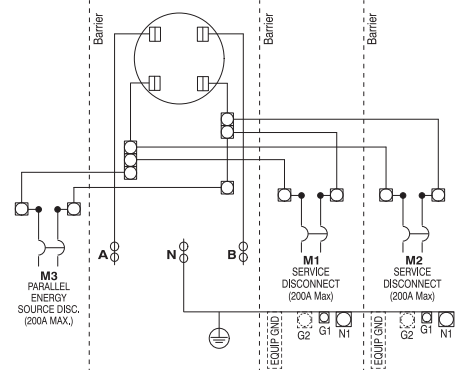 Barrier
Barrier
Barrier
A
N
B
M3
PARALLEL
ENERGY
SOURCE DISC.
(200A MAX,)
M1
SERVICE
DISCONNECT
(200A Max)
M2
SERVICE
DISCONNECT
(200A Max)
EQUIP GND
G2
G1
N1
EQUIP GND
G2
G1
N1